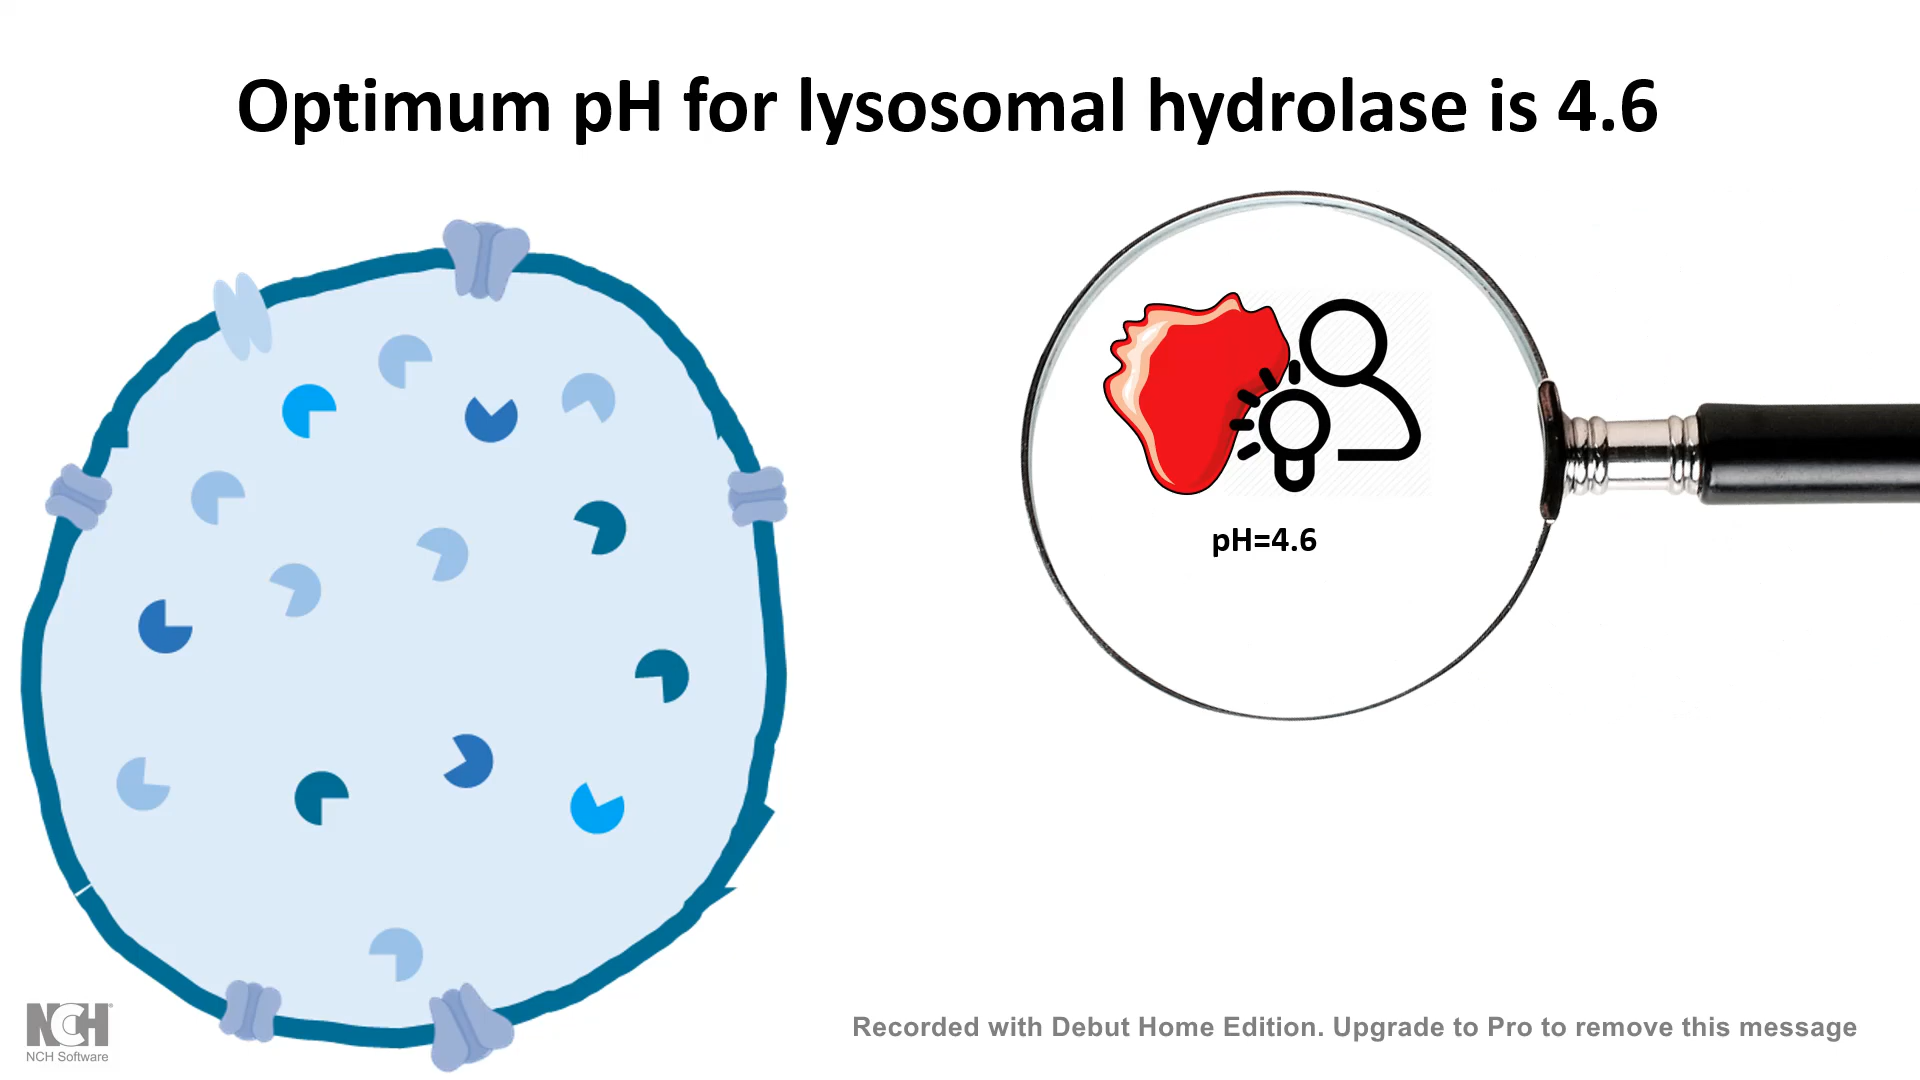 Optimum pH for lysosomal hydrolase is 4.6
pH=4.6
NCH
NCH Software
Recorded with Debut Home Edition. Upgrade to Pro to remove this message